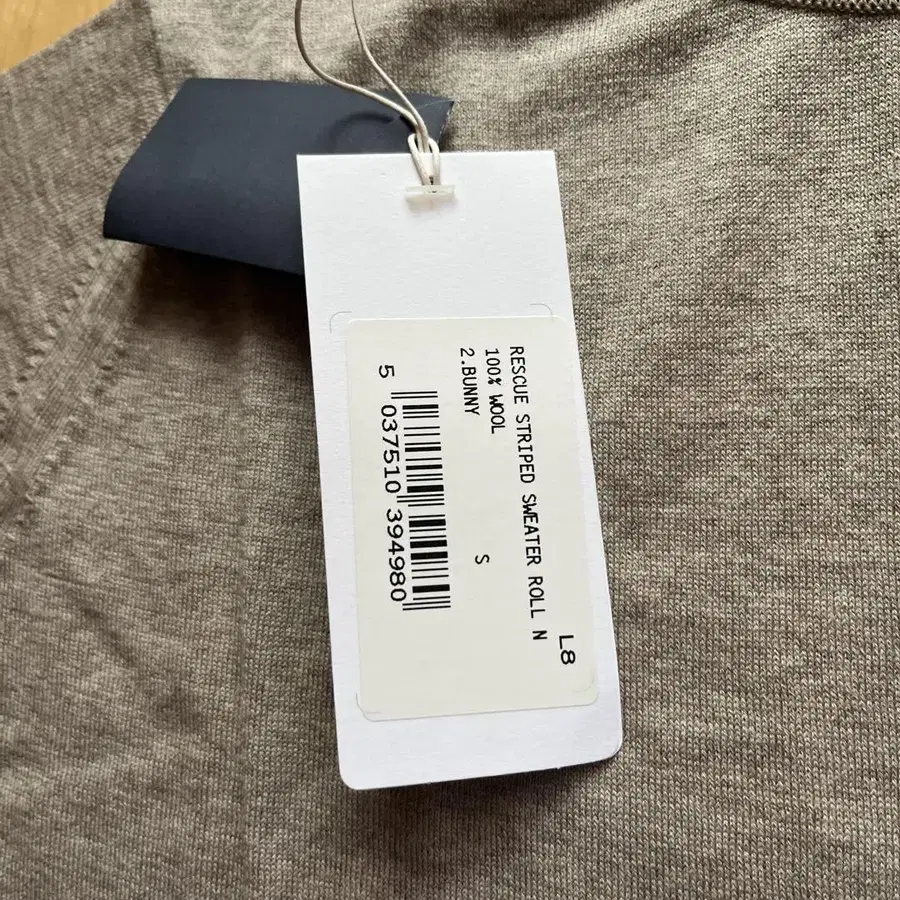 L8
RESCUE STRIPED SWEATER ROLL N
100% WOOL
2.BUNNY S
5 037510 394980